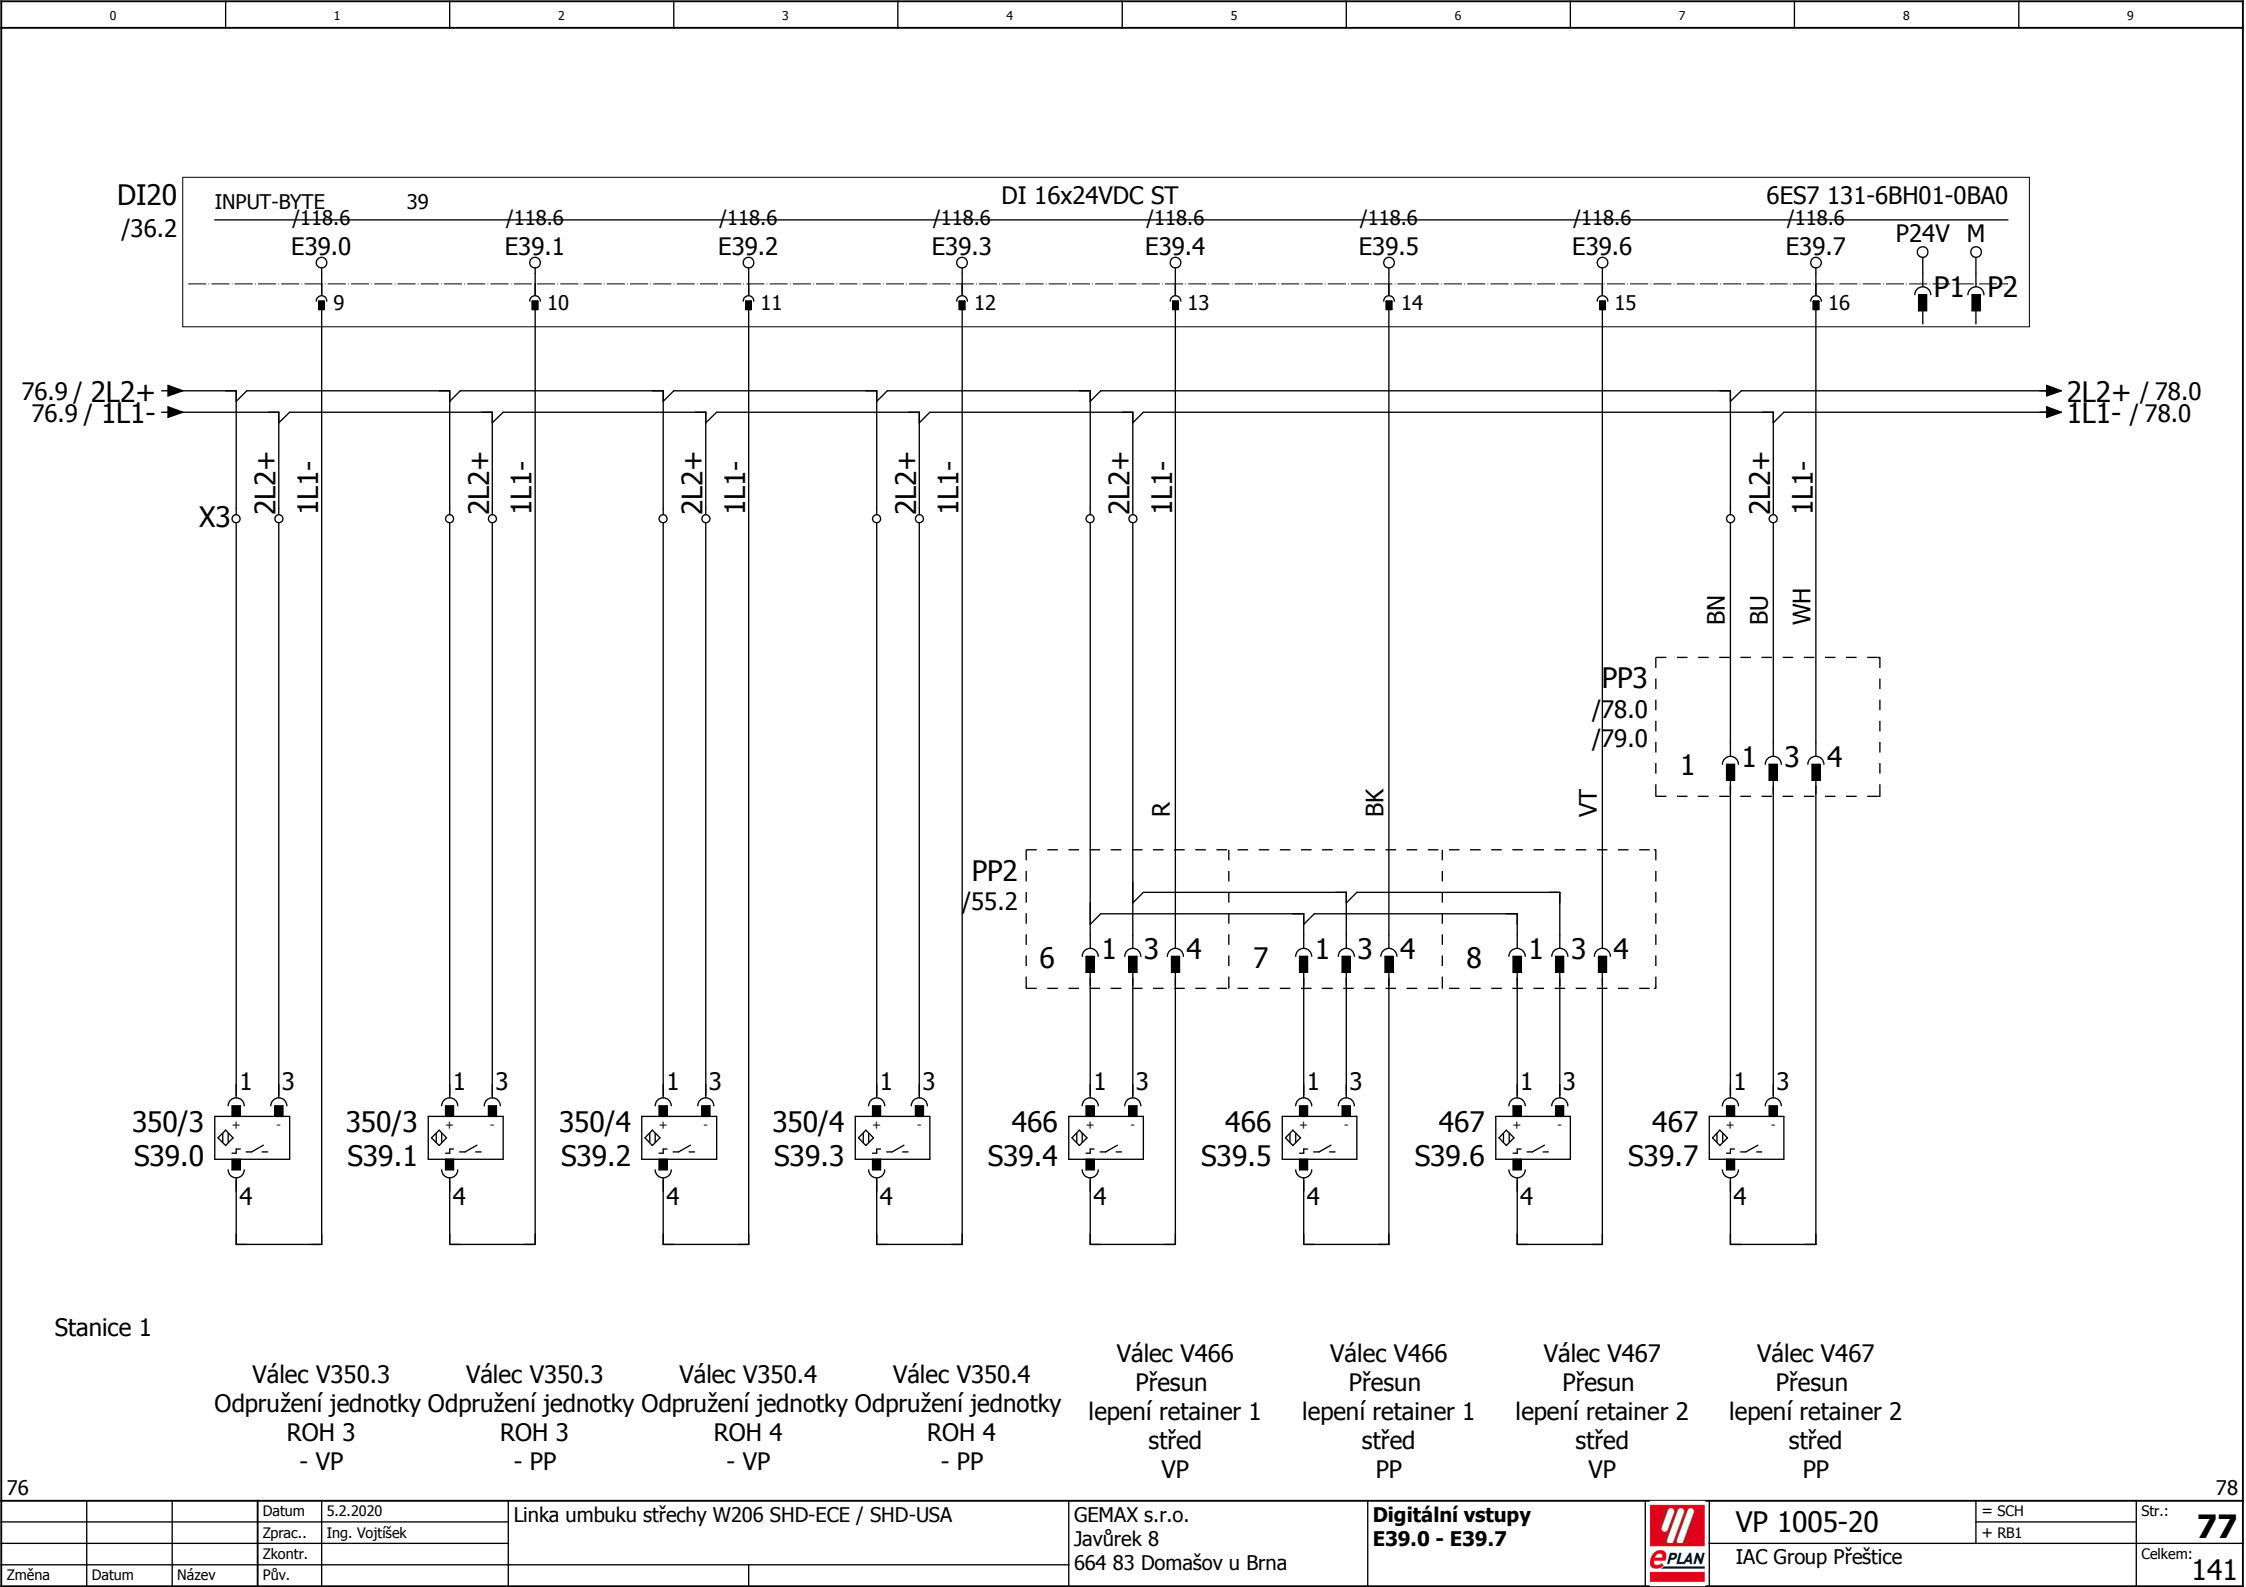 0 1 2 3 4 5 6 7 8 9
DI20
/36.2
INPUT-BYTE 39 DI 16x24VDC ST 6ES7 131-6BH01-0BA0
/118.6 /118.6 /118.6 /118.6 /118.6 /118.6 /118.6 /118.6
E39.0 E39.1 E39.2 E39.3 E39.4 E39.5 E39.6 E39.7 P24V M
9 10 11 12 13 14 15 16 P1 P2
76.9 / 2L2+ 2L2+ / 78.0
76.9 / 1L1- 1L1- / 78.0
2L2+ 1L1- 2L2+ 1L1- 2L2+ 1L1- 2L2+ 1L1- 2L2+ 1L1- 2L2+ 1L1-
X3
BN BU WH
PP3
/78.0
/79.0
1 1 3 4
R BK VT
PP2
/55.2
6 1 3 4 7 1 3 4 8 1 3 4
1 3 1 3 1 3 1 3 1 3 1 3 1 3 1 3
350/3 350/3 350/4 350/4 466 466 467 467
+ - + - + - + - + - + - + - + -
S39.0 S39.1 S39.2 S39.3 S39.4 S39.5 S39.6 S39.7
4 4 4 4 4 4 4 4
Stanice 1
Válec V350.3
Odpružení jednotky
ROH 3
- VP
Válec V350.3
Odpružení jednotky
ROH 3
- PP
Válec V350.4
Odpružení jednotky
ROH 4
- VP
Válec V350.4
Odpružení jednotky
ROH 4
- PP
Válec V466
Přesun
lepení retainer 1
střed
VP
Válec V466
Přesun
lepení retainer 1
střed
PP
Válec V467
Přesun
lepení retainer 2
střed
VP
Válec V467
Přesun
lepení retainer 2
střed
PP
76 78
Změna Datum Název
Datum 5.2.2020
Zprac.. Ing. Vojtíšek
Zkontr.
Pův.
Linka umbuku střechy W206 SHD-ECE / SHD-USA
GEMAX s.r.o.
Javůrek 8
664 83 Domašov u Brna
Digitální vstupy
E39.0 - E39.7
ePLAN
VP 1005-20
IAC Group Přeštice
= SCH
+ RB1
Str.: 77
Celkem: 141